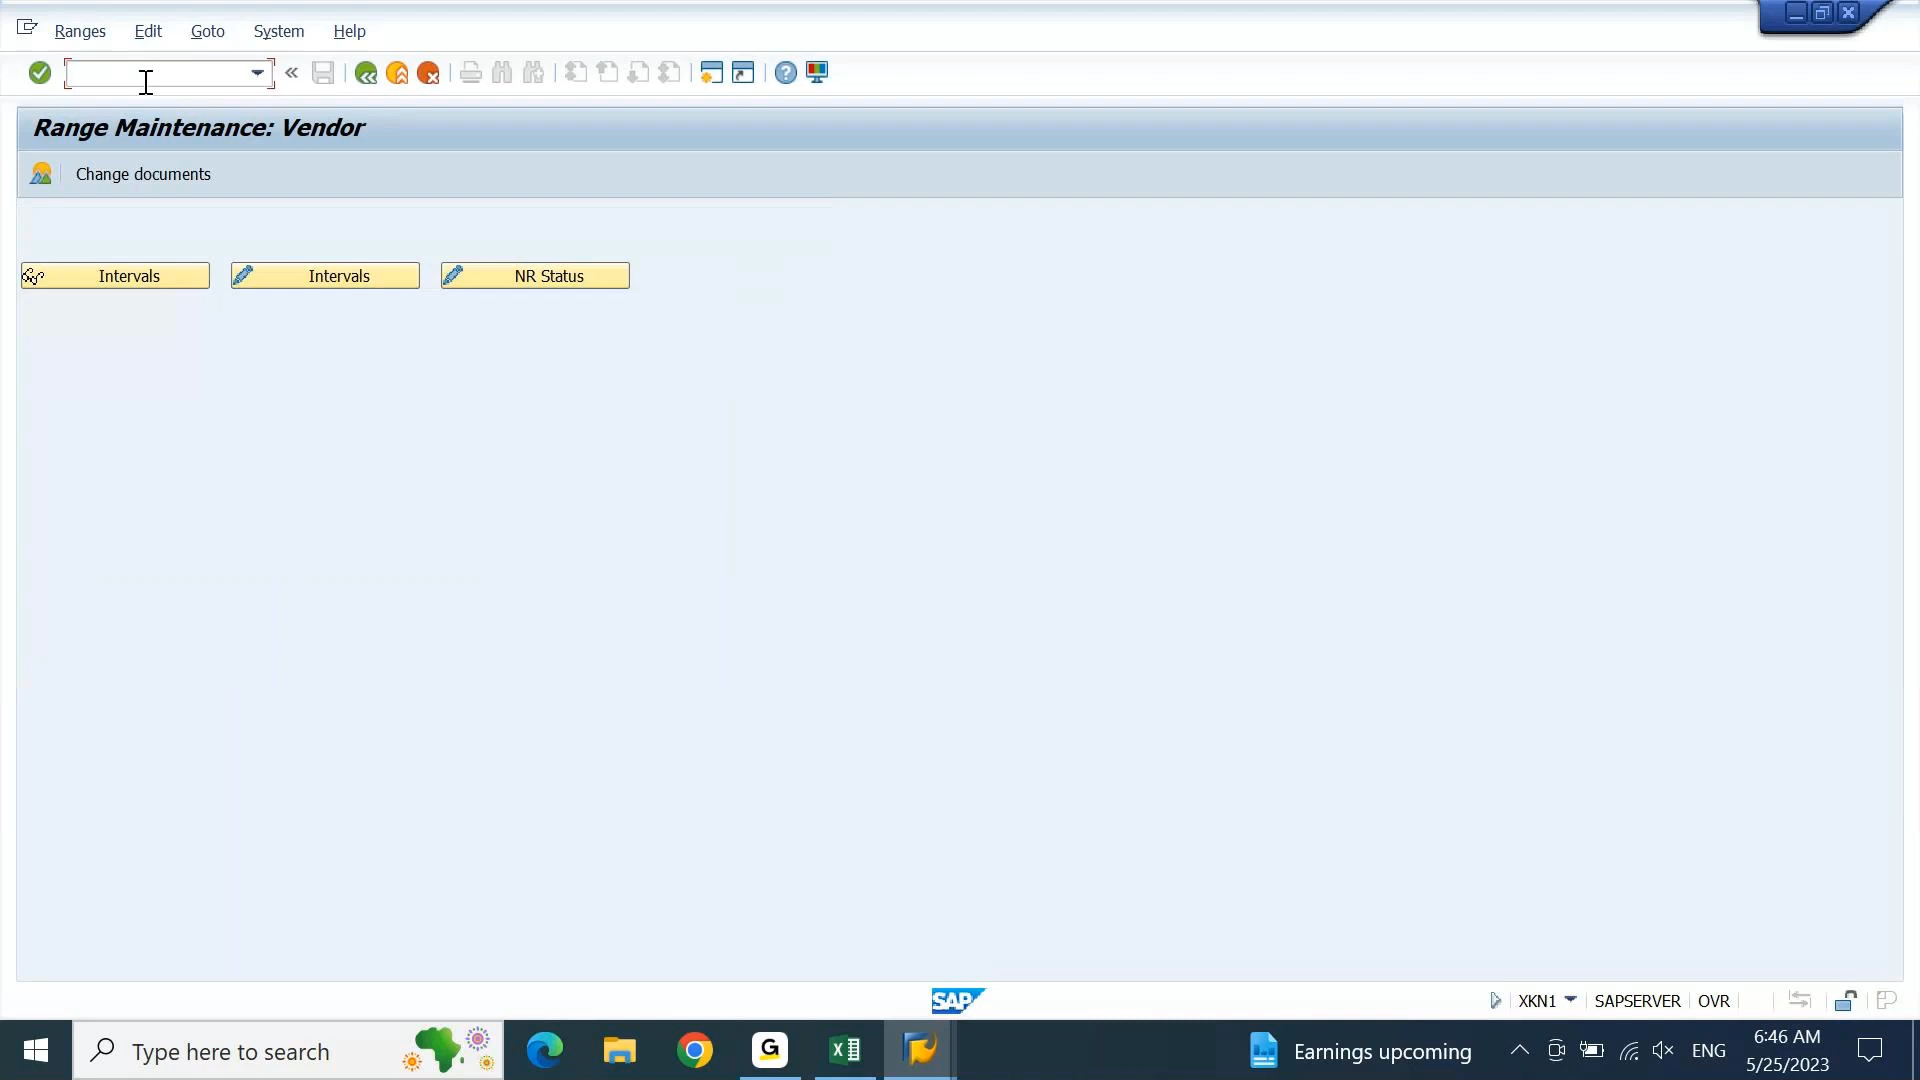 Ranges Edit Goto System Help
Range Maintenance: Vendor
Change documents
Intervals Intervals NR Status
SAP
XKN1 SAPSERVER OVR
Type here to search
G
Earnings upcoming
ENG
6:46 AM
5/25/2023